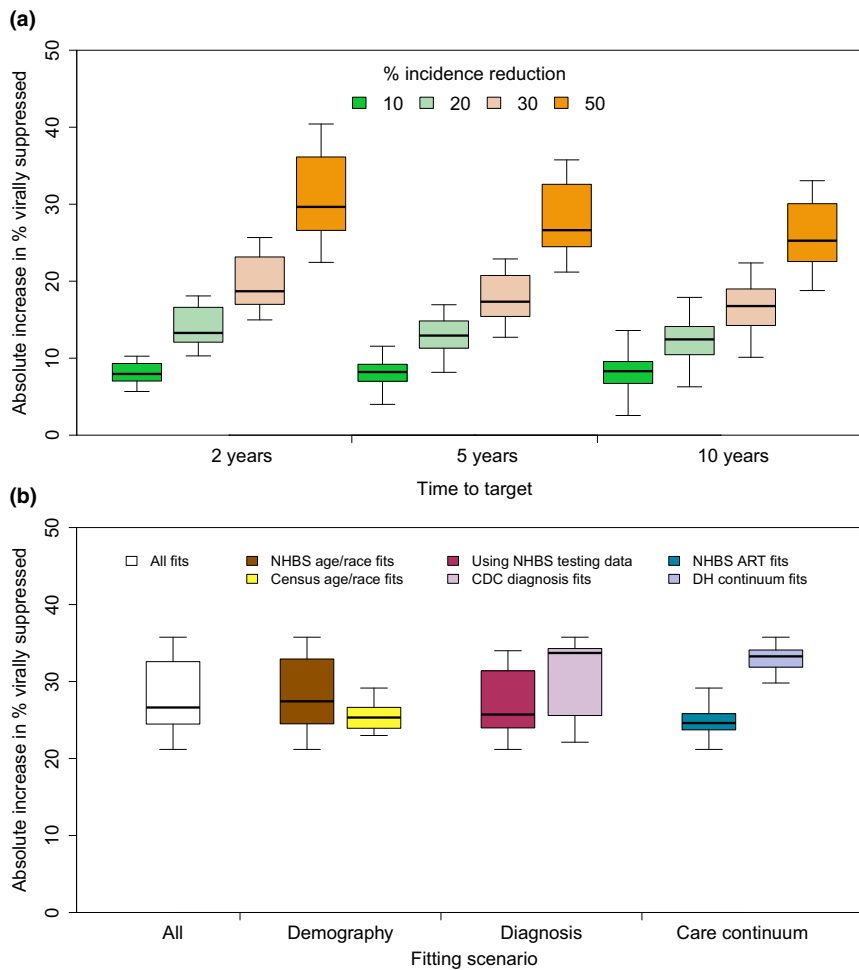 (a)
50
40
30
20
10
0
Absolute increase in % virally suppressed
% incidence reduction
10 20 30 50
2 years 5 years 10 years
Time to target
(b)
50
40
30
20
10
0
Absolute increase in % virally suppressed
All fits NHBS age/race fits Using NHBS testing data NHBS ART fits
Census age/race fits CDC diagnosis fits DH continuum fits
All Demography Diagnosis Care continuum
Fitting scenario